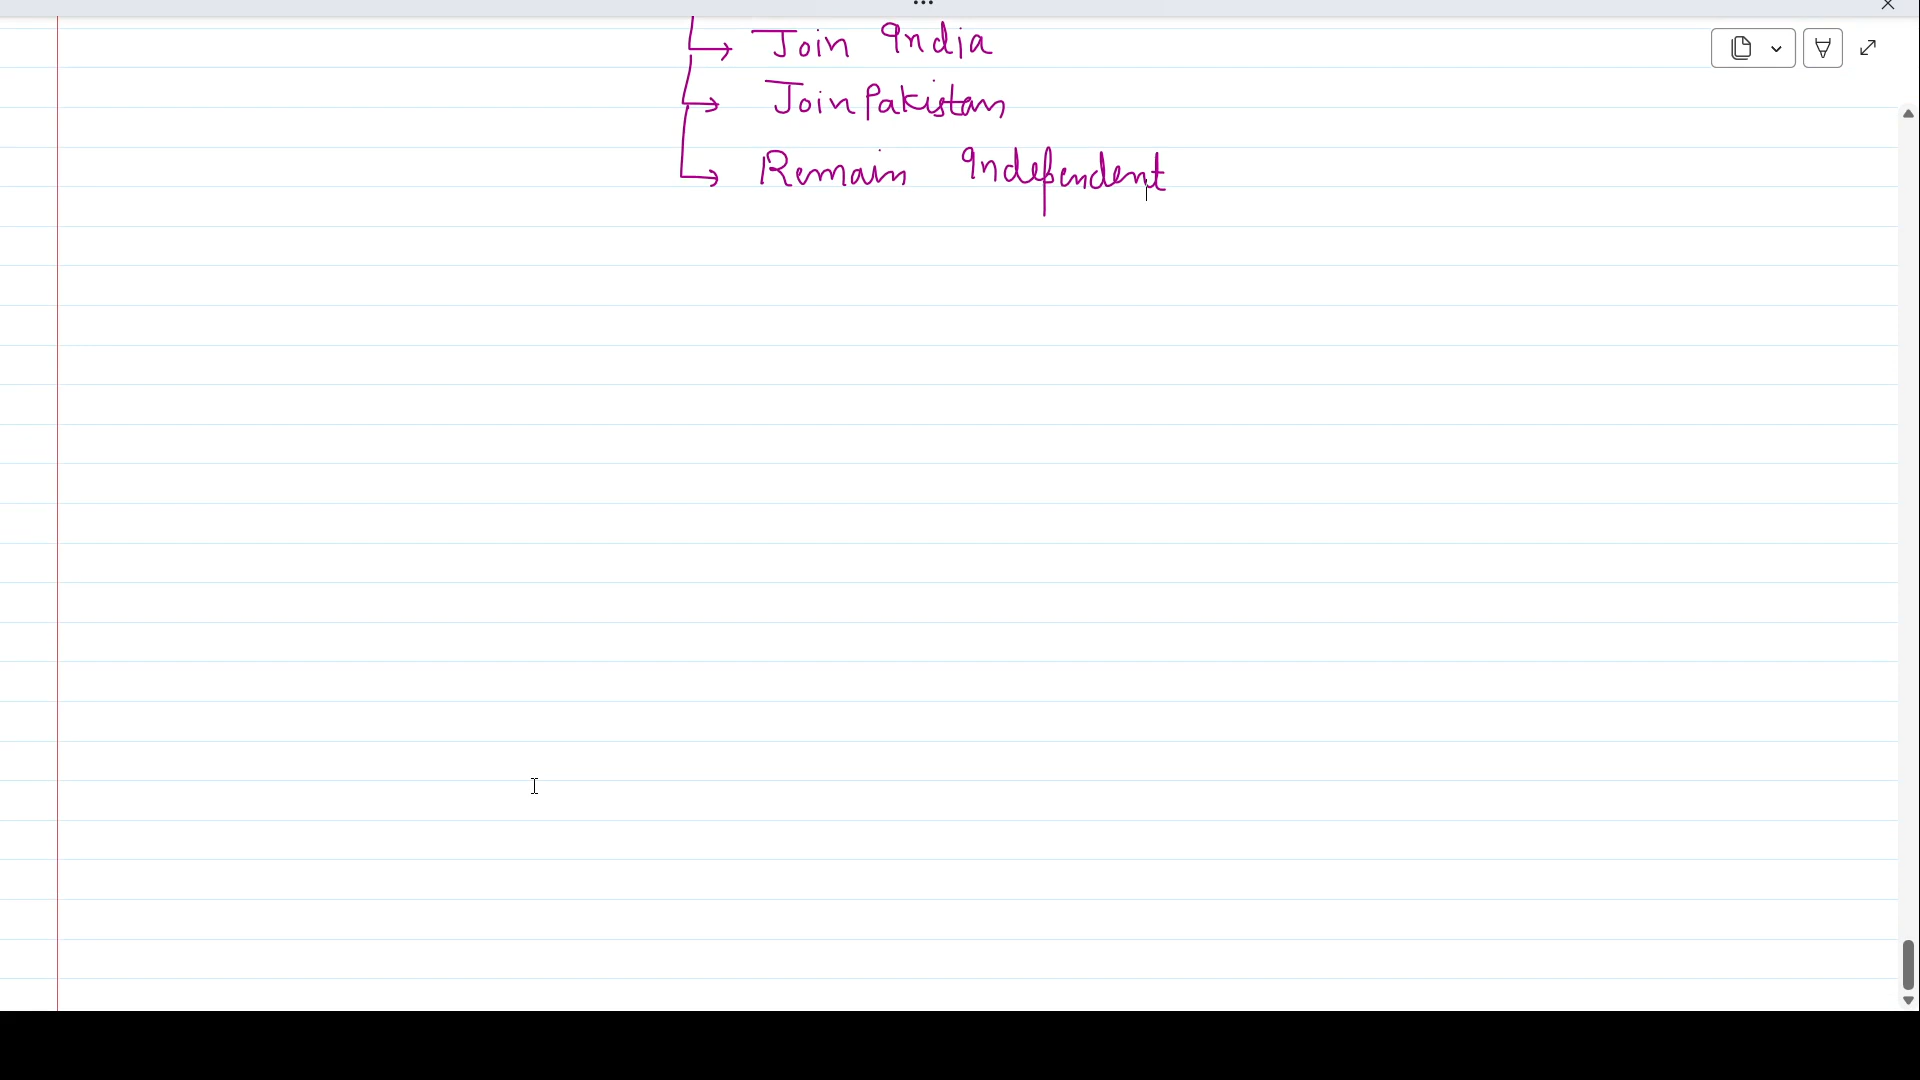 → Join India
→ Join Pakistan
→ Remain Independent